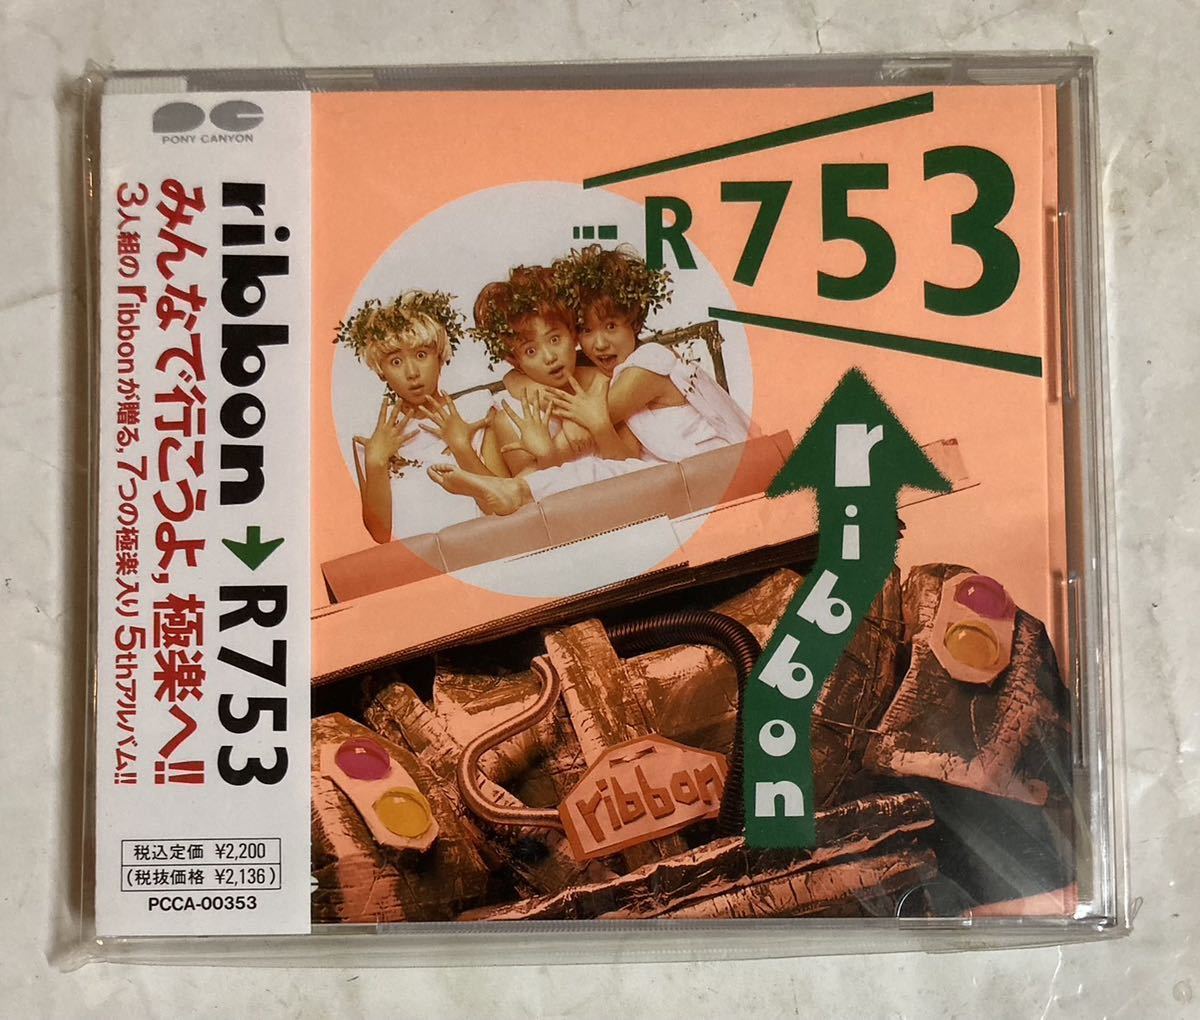 PONY CANYON
ribbon→R753
みんなで行こうよ,極楽へ!!
3人組のribbonが贈る,7つの極楽入り5thアルバム!!
税込定価 ¥2,200
(税抜価格 ¥2,136)
PCCA-00353
R753
ribbon
ribbon